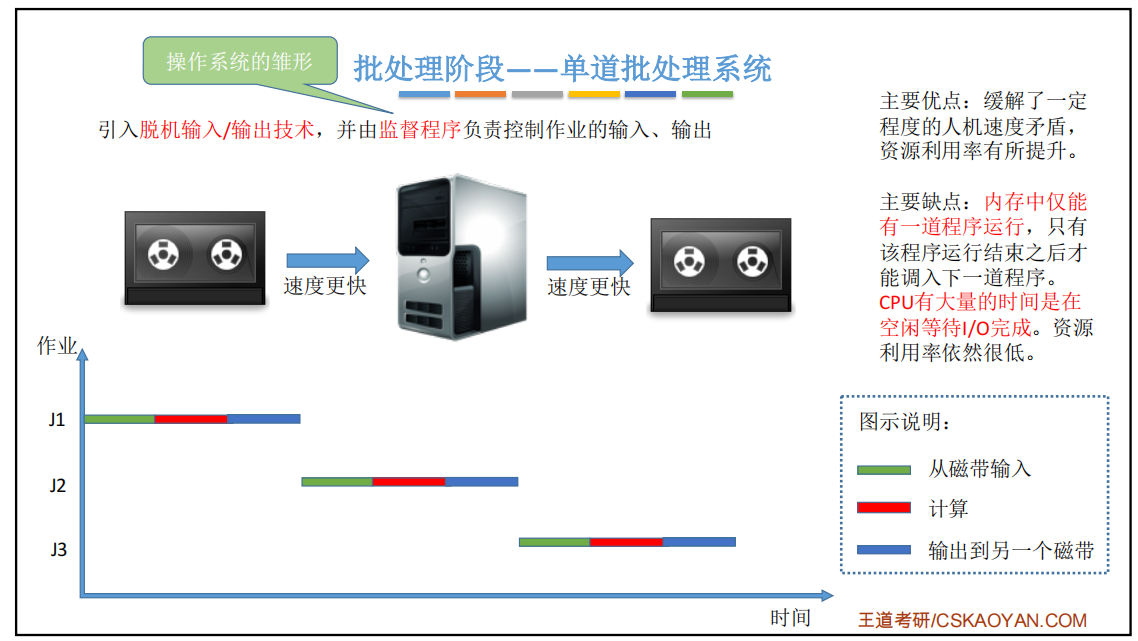 操作系统的雏形
批处理阶段——单道批处理系统
引入脱机输入/输出技术，并由监督程序负责控制作业的输入、输出
主要优点：缓解了一定
程度的人机速度矛盾，
资源利用率有所提升。
主要缺点：内存中仅能
有一道程序运行，只有
该程序运行结束之后才
能调入下一道程序。
CPU有大量的时间是在
空闲等待I/O完成。资源
利用率依然很低。
速度更快
速度更快
作业
J1
J2
J3
时间
图示说明：
从磁带输入
计算
输出到另一个磁带
王道考研/CSKAOYAN.COM